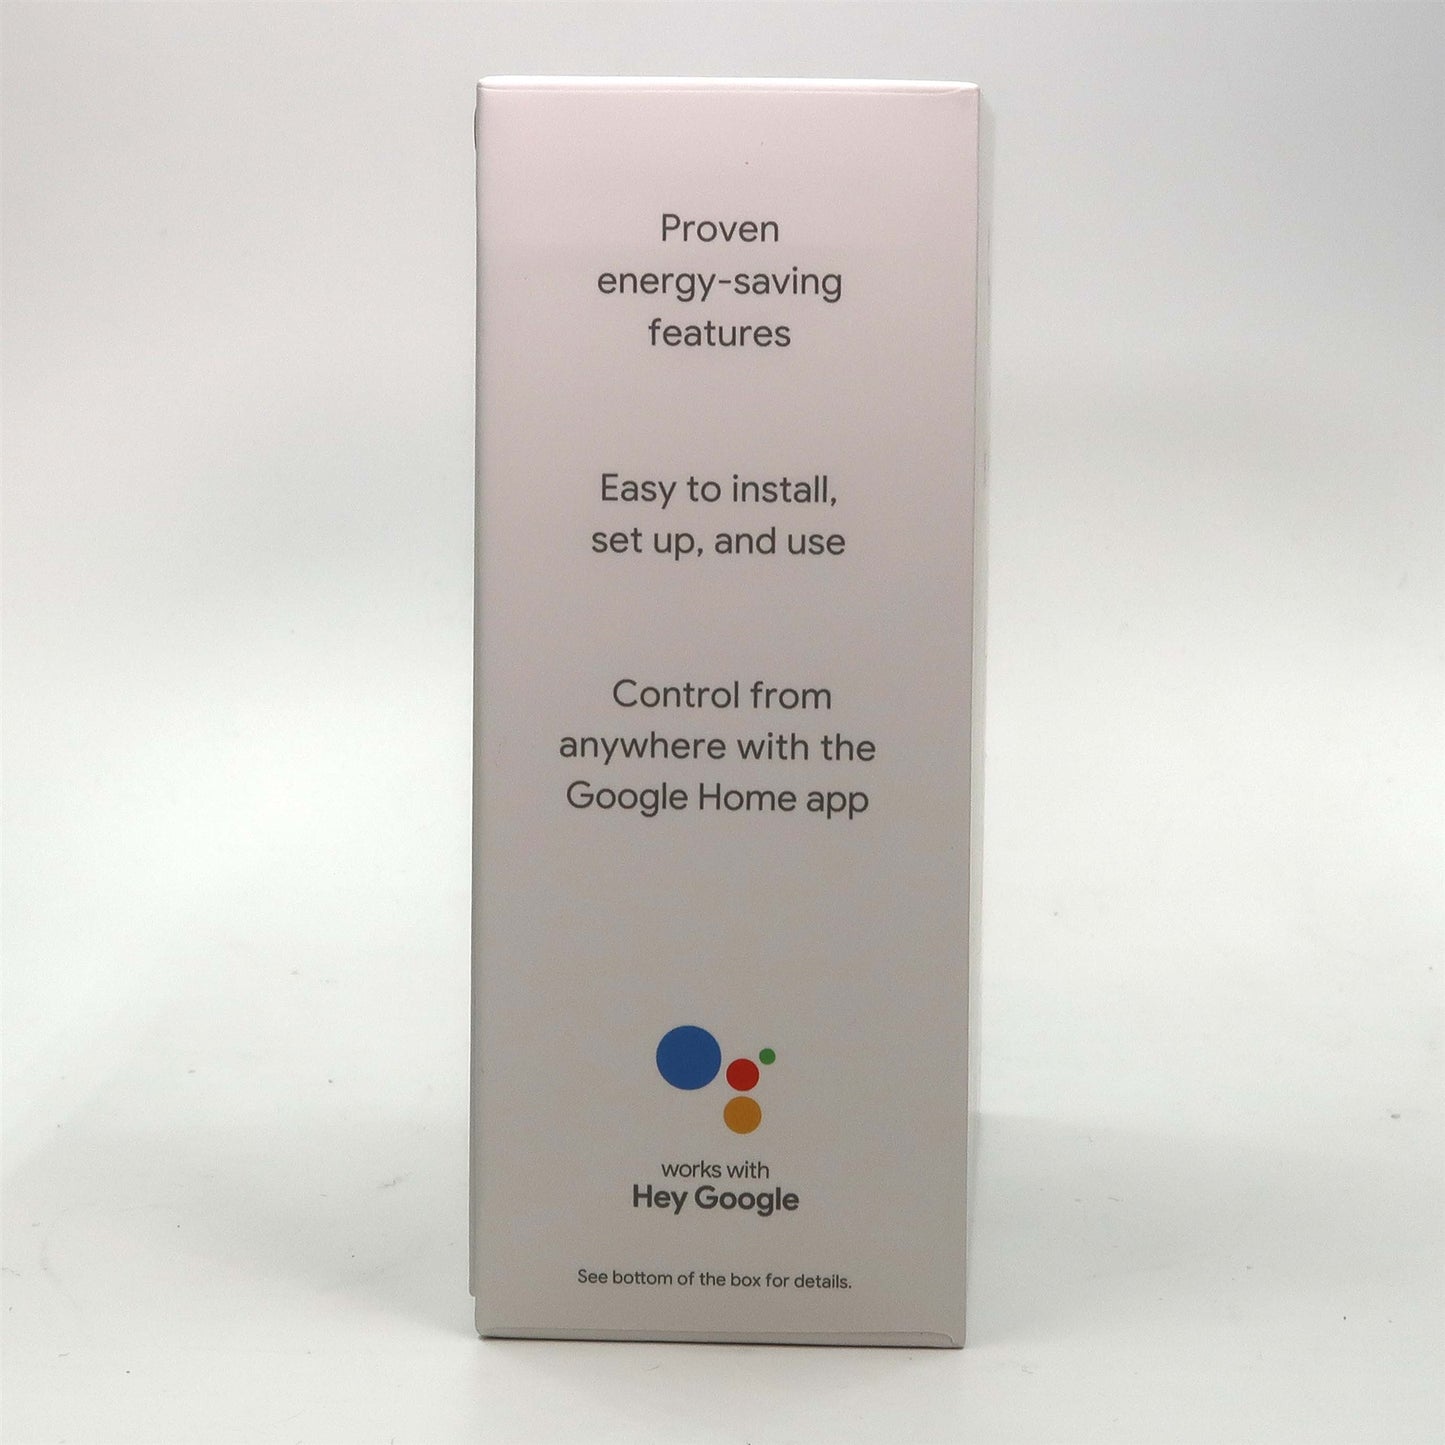 Proven
energy-saving
features
Easy to install,
set up, and use
Control from
anywhere with the
Google Home app
works with
Hey Google
See bottom of the box for details.